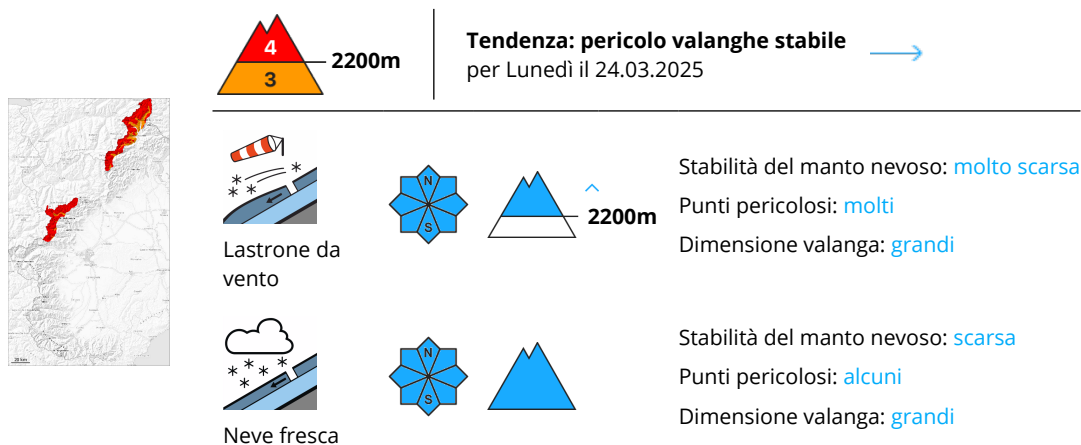 4
2200m
3
Tendenza: pericolo valanghe stabile
per Lunedì il 24.03.2025
20 km
N
S
2200m
Lastrone da
vento
Stabilità del manto nevoso: molto scarsa
Punti pericolosi: molti
Dimensione valanga: grandi
N
S
Neve fresca
Stabilità del manto nevoso: scarsa
Punti pericolosi: alcuni
Dimensione valanga: grandi